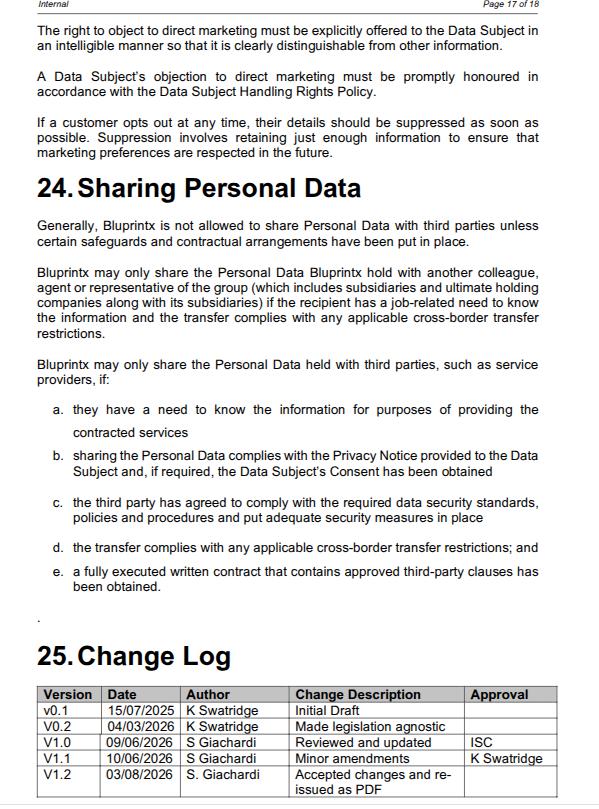 Internal Page 17 of 18
The right to object to direct marketing must be explicitly offered to the Data Subject in
an intelligible manner so that it is clearly distinguishable from other information.
A Data Subject's objection to direct marketing must be promptly honoured in
accordance with the Data Subject Handling Rights Policy.
If a customer opts out at any time, their details should be suppressed as soon as
possible. Suppression involves retaining just enough information to ensure that
marketing preferences are respected in the future.
24. Sharing Personal Data
Generally, Bluprintx is not allowed to share Personal Data with third parties unless
certain safeguards and contractual arrangements have been put in place.
Bluprintx may only share the Personal Data Bluprintx hold with another colleague,
agent or representative of the group (which includes subsidiaries and ultimate holding
companies along with its subsidiaries) if the recipient has a job-related need to know
the information and the transfer complies with any applicable cross-border transfer
restrictions.
Bluprintx may only share the Personal Data held with third parties, such as service
providers, if:
a. they have a need to know the information for purposes of providing the
contracted services
b. sharing the Personal Data complies with the Privacy Notice provided to the Data
Subject and, if required, the Data Subject's Consent has been obtained
c. the third party has agreed to comply with the required data security standards,
policies and procedures and put adequate security measures in place
d. the transfer complies with any applicable cross-border transfer restrictions; and
e. a fully executed written contract that contains approved third-party clauses has
been obtained.
.
25. Change Log
Version Date Author Change Description Approval
v0.1 15/07/2025 K Swatridge Initial Draft
V0.2 04/03/2026 K Swatridge Made legislation agnostic
V1.0 09/06/2026 S Giachardi Reviewed and updated ISC
V1.1 10/06/2026 S Giachardi Minor amendments K Swatridge
V1.2 03/08/2026 S. Giachardi Accepted changes and re-
issued as PDF